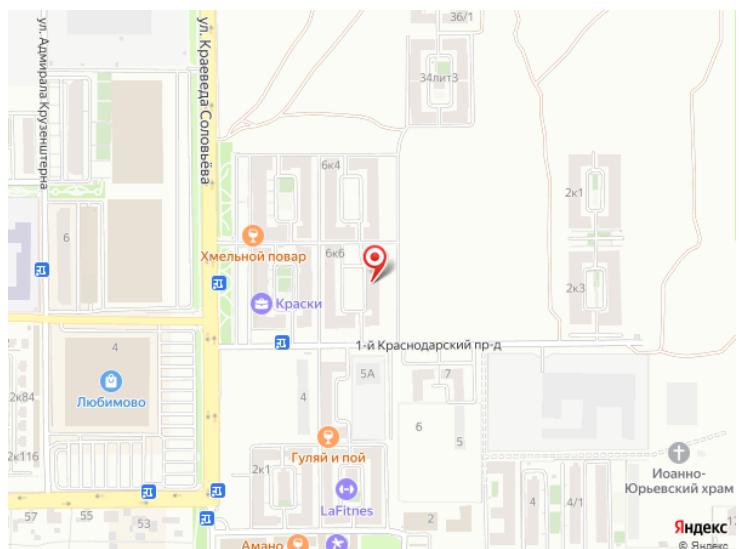 36/1
ул. Адмирала Крузенштерна
ул. Краеведа Соловьёва
34лит3
6к4
2к1
6
Хмельной повар
6к6
2к3
Краски
1-й Краснодарский пр-д
4
5А
7
4
Любимово
2к84
6
5
Гуляй и пой
2к116
2к1
Иоанно-
Юрьевский храм
LaFitnes
4
4/1
57
55
53
2
Яндекс
Амано
© Яндекс